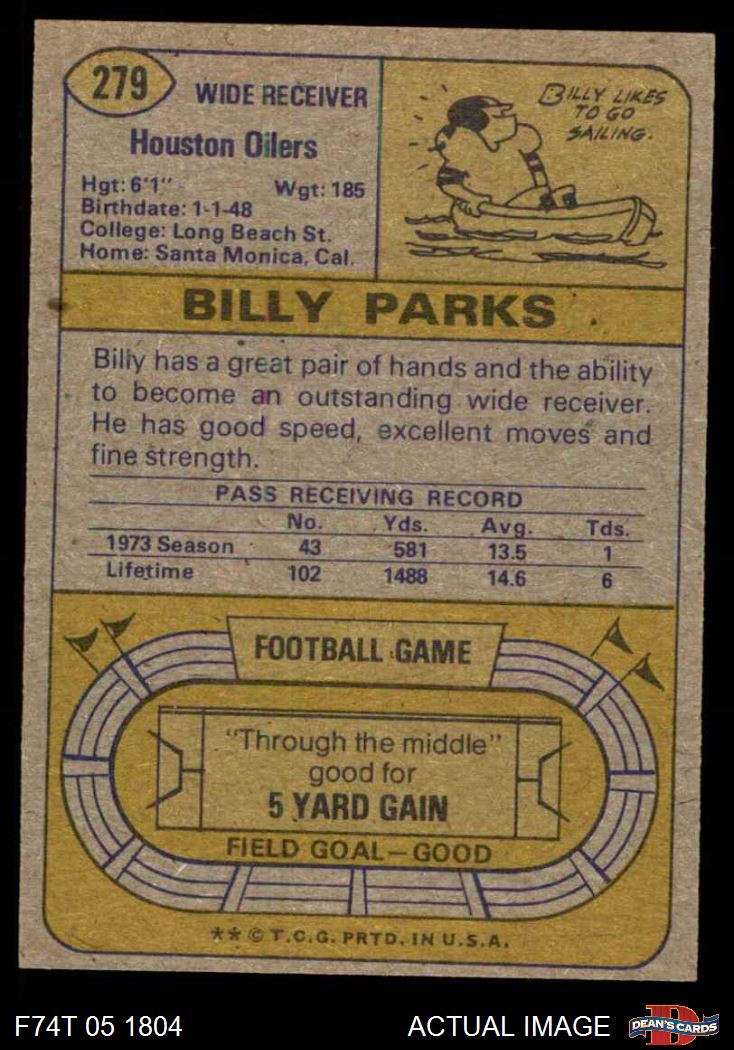 279
WIDE RECEIVER
Houston Oilers
Hgt: 6'1" Wgt: 185
Birthdate: 1-1-48
College: Long Beach St.
Home: Santa Monica, Cal.
BILLY LIKES
TO GO
SAILING.
BILLY PARKS
Billy has a great pair of hands and the ability
to become an outstanding wide receiver.
He has good speed, excellent moves and
fine strength.
PASS RECEIVING RECORD
No. Yds. Avg. Tds.
1973 Season 43 581 13.5 1
Lifetime 102 1488 14.6 6
FOOTBALL GAME
"Through the middle"
good for
5 YARD GAIN
FIELD GOAL—GOOD
** © T.C.G. PRTD. IN U.S.A.
F74T 05 1804
ACTUAL IMAGE
D
DEAN'S CARDS